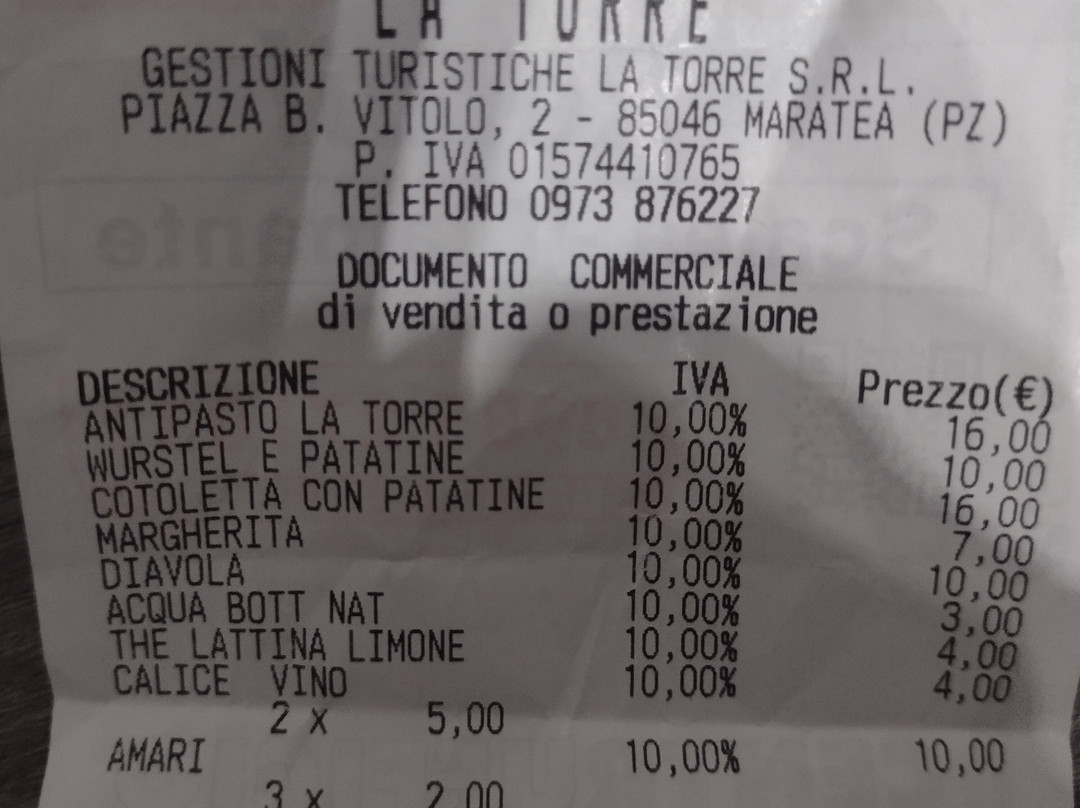 LA TORRE
GESTIONI TURISTICHE LA TORRE S.R.L.
PIAZZA B. VITOLO, 2 - 85046 MARATEA (PZ)
P. IVA 01574410765
TELEFONO 0973 876227
DOCUMENTO COMMERCIALE
di vendita o prestazione
DESCRIZIONE IVA Prezzo(€)
ANTIPASTO LA TORRE 10,00% 16,00
WURSTEL E PATATINE 10,00% 10,00
COTOLETTA CON PATATINE 10,00% 16,00
MARGHERITA 10,00% 7,00
DIAVOLA 10,00% 10,00
ACQUA BOTT NAT 10,00% 3,00
THE LATTINA LIMONE 10,00% 4,00
CALICE VINO 10,00% 4,00
2 x 5,00
AMARI 10,00% 10,00
3 x 2,00